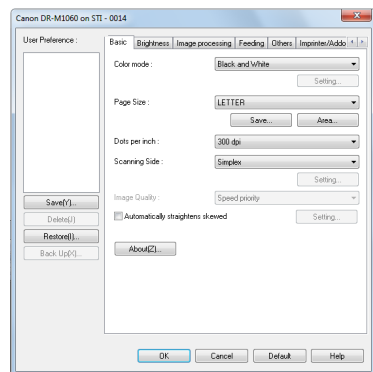 Canon DR-M1060 on STI - 0014
User Preference :
Basic Brightness Image processing Feeding Others Imprinter/Addo
Color mode : Black and White
Setting...
Page Size : LETTER
Save... Area...
Dots per inch : 300 dpi
Scanning Side : Simplex
Setting...
Image Quality : Speed priority
Save(Y)...
Automatically straightens skewed Setting...
Delete(J)
Restore(I)...
About(Z)...
Back Up(X)...
OK Cancel Default Help